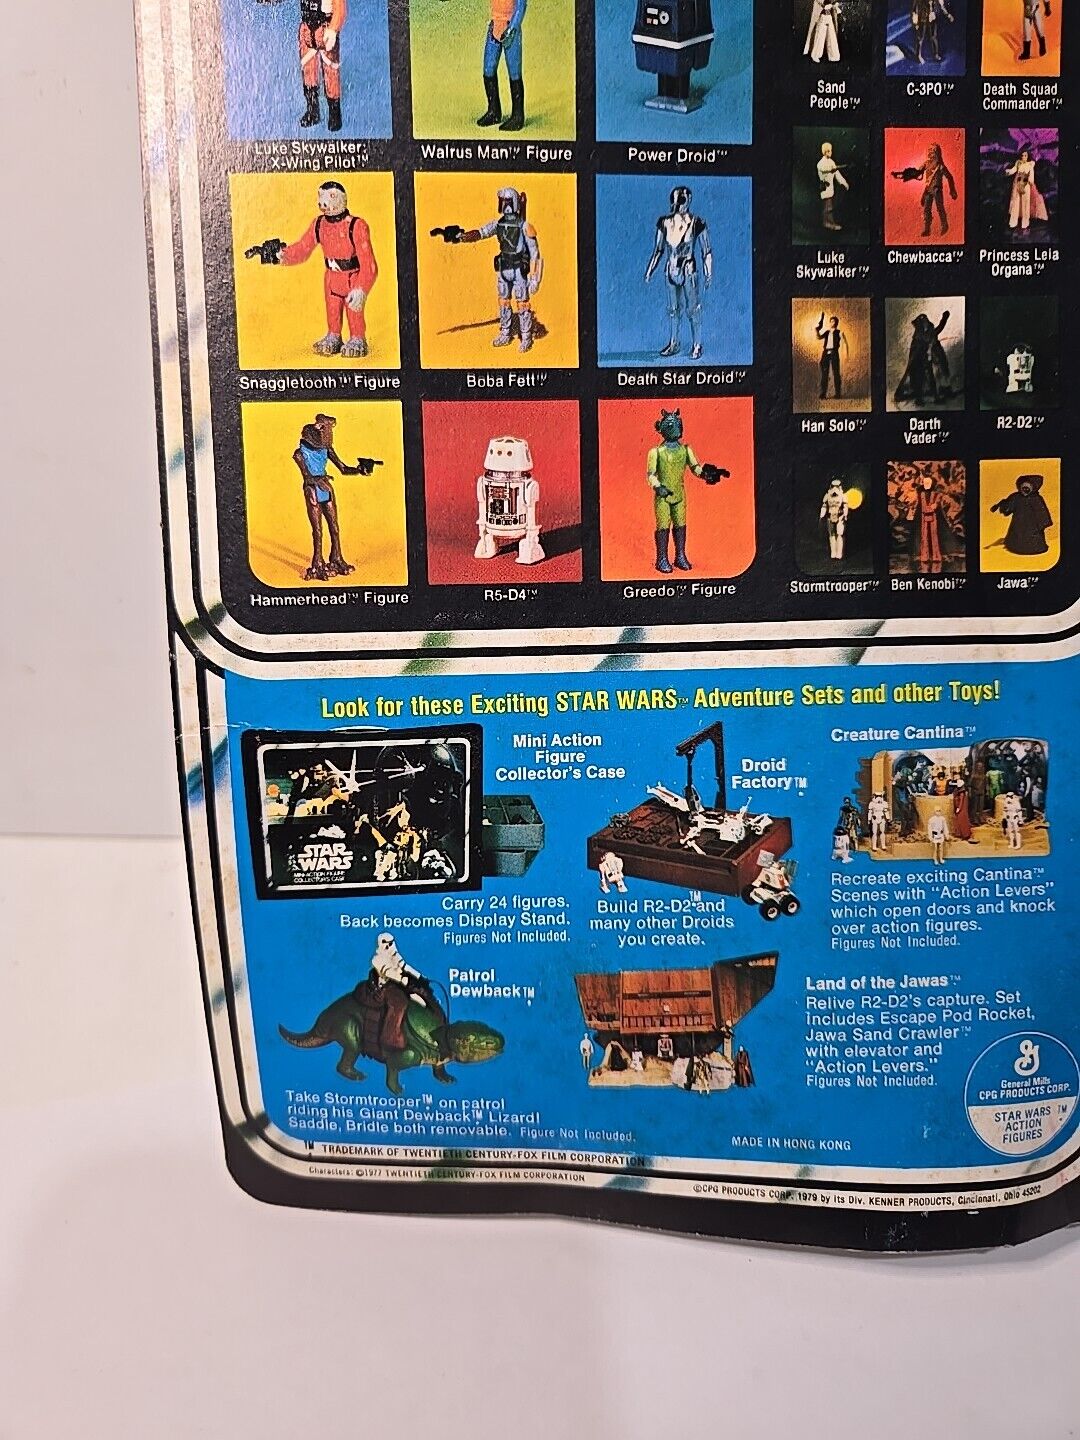 Luke Skywalker:
X-Wing Pilot™
Walrus Man™ Figure
Power Droid™
Sand
People™
C-3PO™
Death Squad
Commander™
Luke
Skywalker™
Chewbacca™
Princess Leia
Organa™
Snaggletooth™ Figure
Boba Fett™
Death Star Droid™
Han Solo™
Darth
Vader™
R2-D2™
Hammerhead™ Figure
R5-D4™
Greedo™ Figure
Stormtrooper™
Ben Kenobi™
Jawa™
Look for these Exciting STAR WARS™ Adventure Sets and other Toys!
Mini Action
Figure
Collector's Case
STAR
WARS
MINI-ACTION FIGURE
COLLECTOR'S CASE
Carry 24 figures.
Back becomes Display Stand.
Figures Not Included.
Droid
Factory™
Build R2-D2™ and
many other Droids
you create.
Creature Cantina™
Recreate exciting Cantina™
Scenes with "Action Levers"
which open doors and knock
over action figures.
Figures Not Included.
Patrol
Dewback™
Take Stormtrooper™ on patrol
riding his Giant Dewback™ Lizard!
Saddle, Bridle both removable. Figure Not Included.
Land of the Jawas™
Relive R2-D2's capture. Set
includes Escape Pod Rocket,
Jawa Sand Crawler™
with elevator and
"Action Levers."
Figures Not Included.
G
General Mills
CPG PRODUCTS CORP.
STAR WARS ™
ACTION
FIGURES
MADE IN HONG KONG
™ TRADEMARK OF TWENTIETH CENTURY-FOX FILM CORPORATION
Characters: ©1977 TWENTIETH CENTURY-FOX FILM CORPORATION
©CPG PRODUCTS CORP. 1979 by its Div. KENNER PRODUCTS, Cincinnati, Ohio 45202